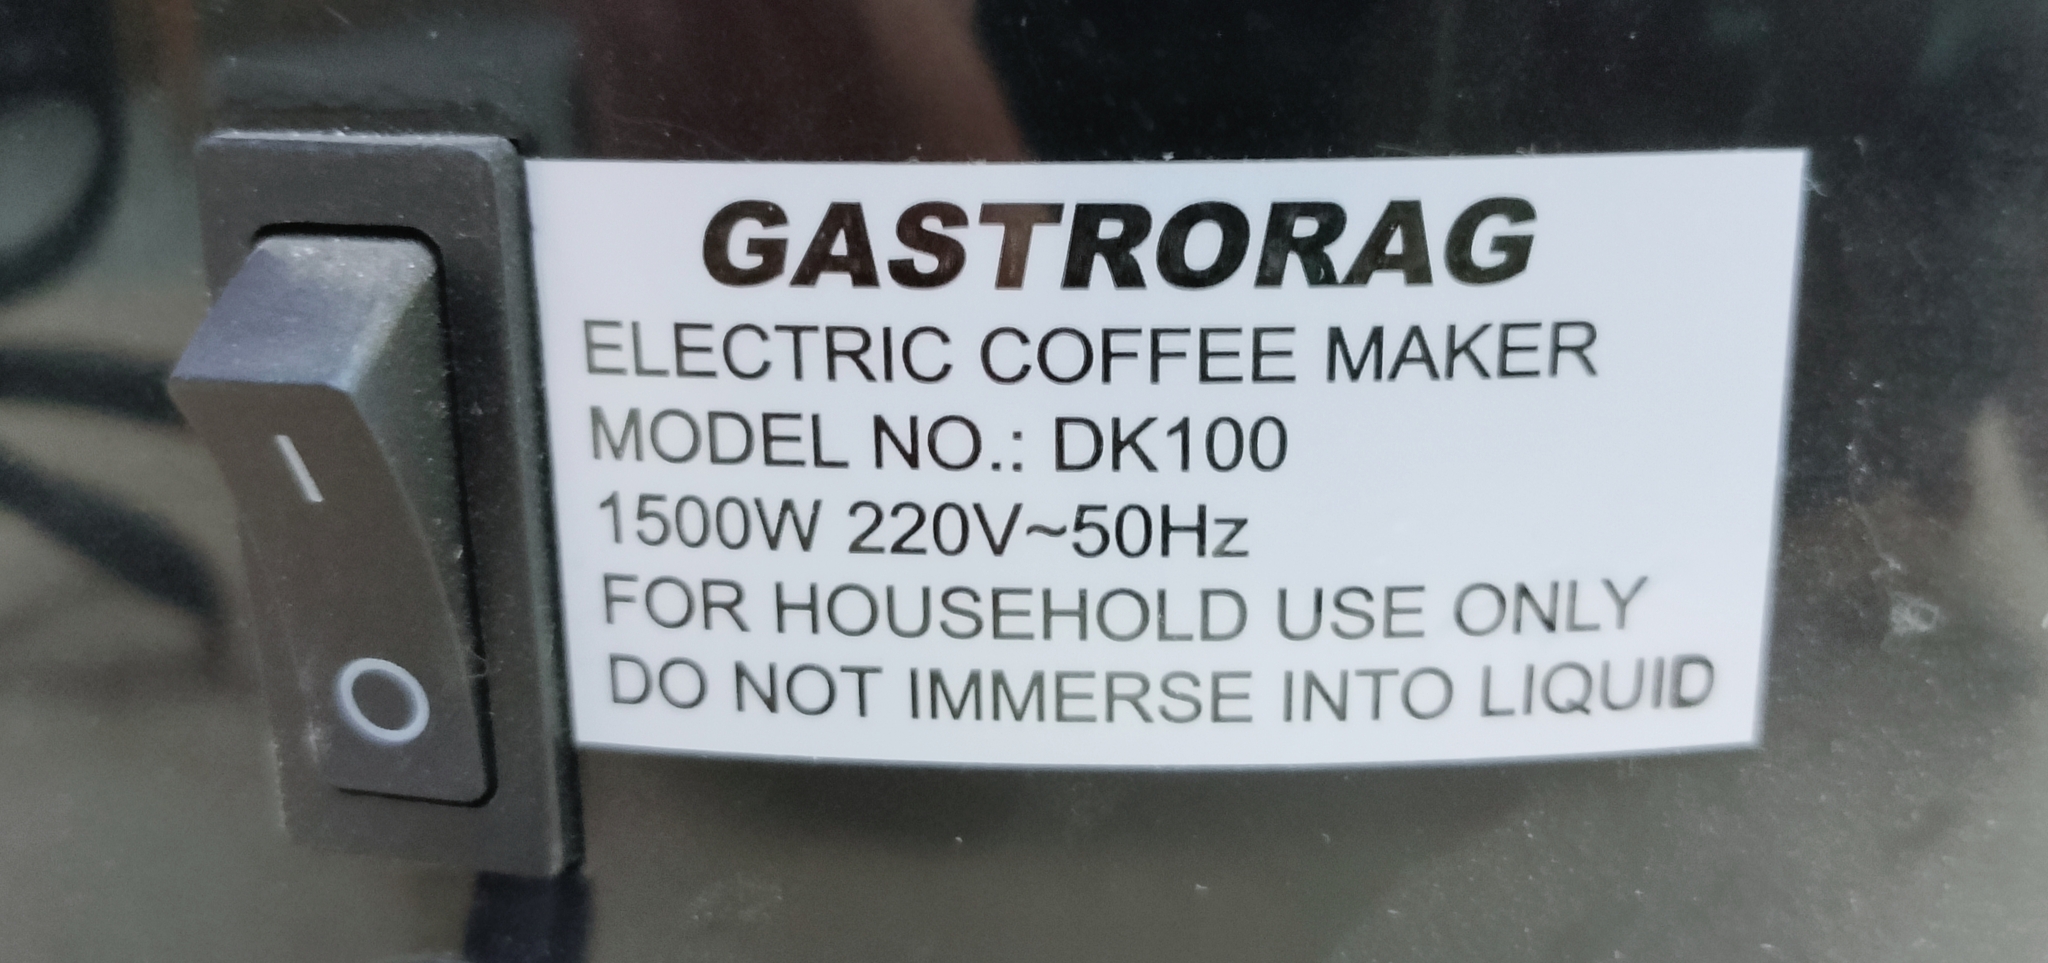 GASTRORAG
ELECTRIC COFFEE MAKER
MODEL NO.: DK100
1500W 220V~50Hz
FOR HOUSEHOLD USE ONLY
DO NOT IMMERSE INTO LIQUID